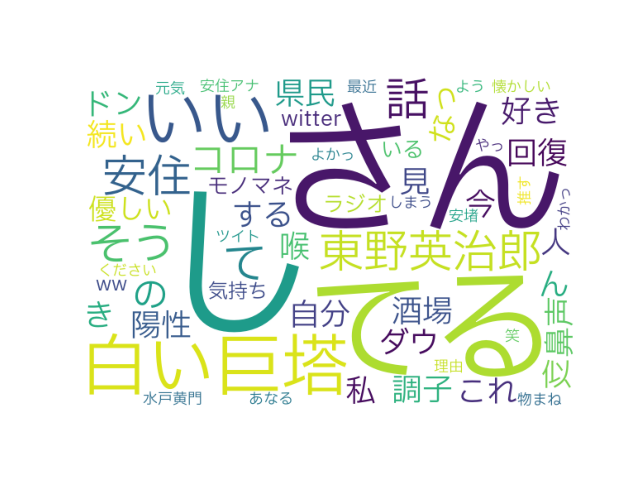 元気
安住アナ
親
県民
最近
よう
懐かしい
ドン
いい
witter
話
なっ
好き
続い
さん
やっ
安住
コロナ
よかっ
いる
回復
モノマネ
見
推す
優しい
し
ラジオ
しまう
今
わかっ
する
安堵
そう
ツイト
て
喉
東野英治郎
人
ください
ww
の
気持ち
てる
ん
き
陽性
自分
酒場
鼻声
白い巨塔
ダウ
笑
似
理由
私
調子
これ
水戸黄門
あなる
物まね